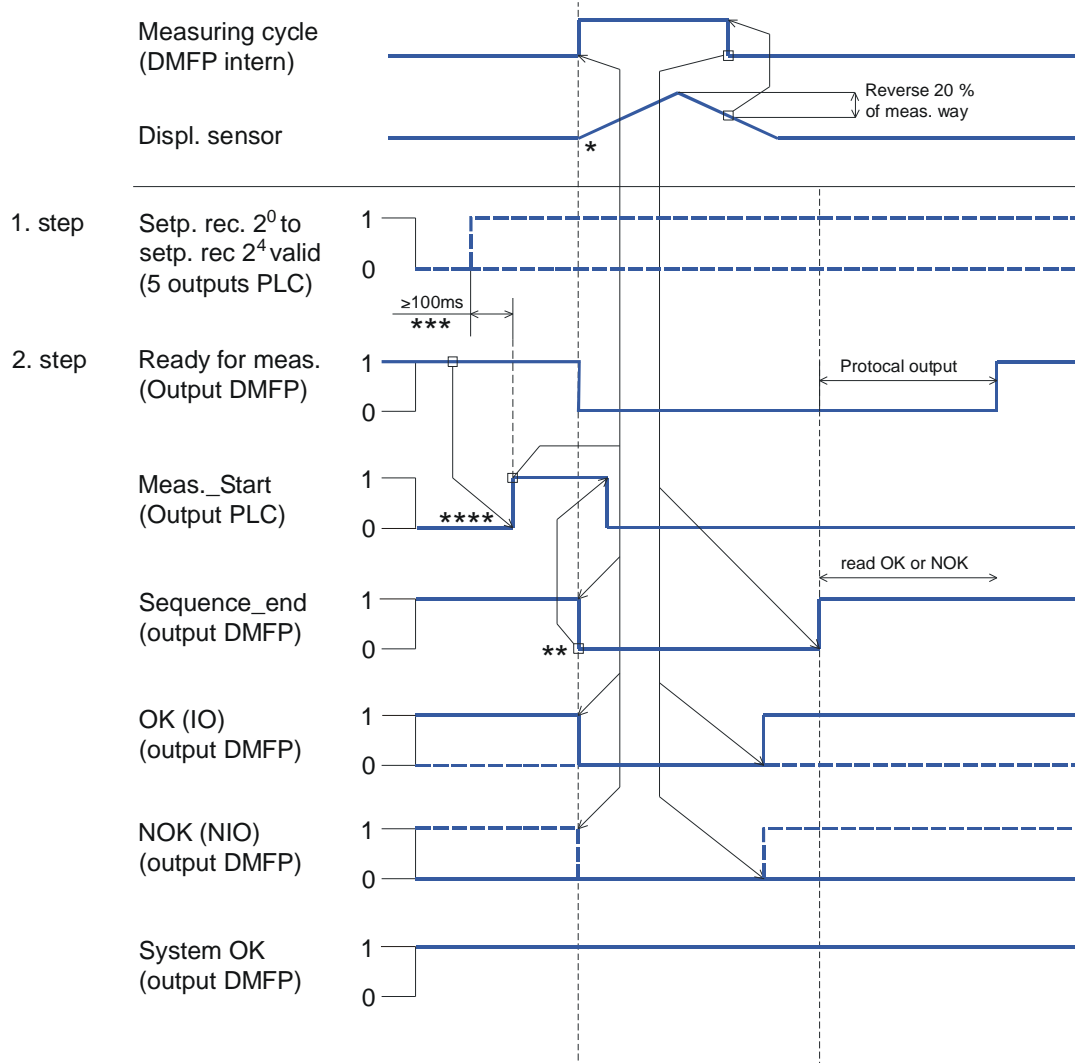 Measuring cycle
(DMFP intern)
Reverse 20 %
of meas. way
Displ. sensor
*
1. step
Setp. rec. 2⁰ to
setp. rec 2⁴ valid
(5 outputs PLC)
1
0
≥100ms
***
2. step
Ready for meas.
(Output DMFP)
1
0
Protocal output
Meas._Start
(Output PLC)
1
0
****
read OK or NOK
Sequence_end
(output DMFP)
1
0
**
OK (IO)
(output DMFP)
1
0
NOK (NIO)
(output DMFP)
1
0
System OK
(output DMFP)
1
0